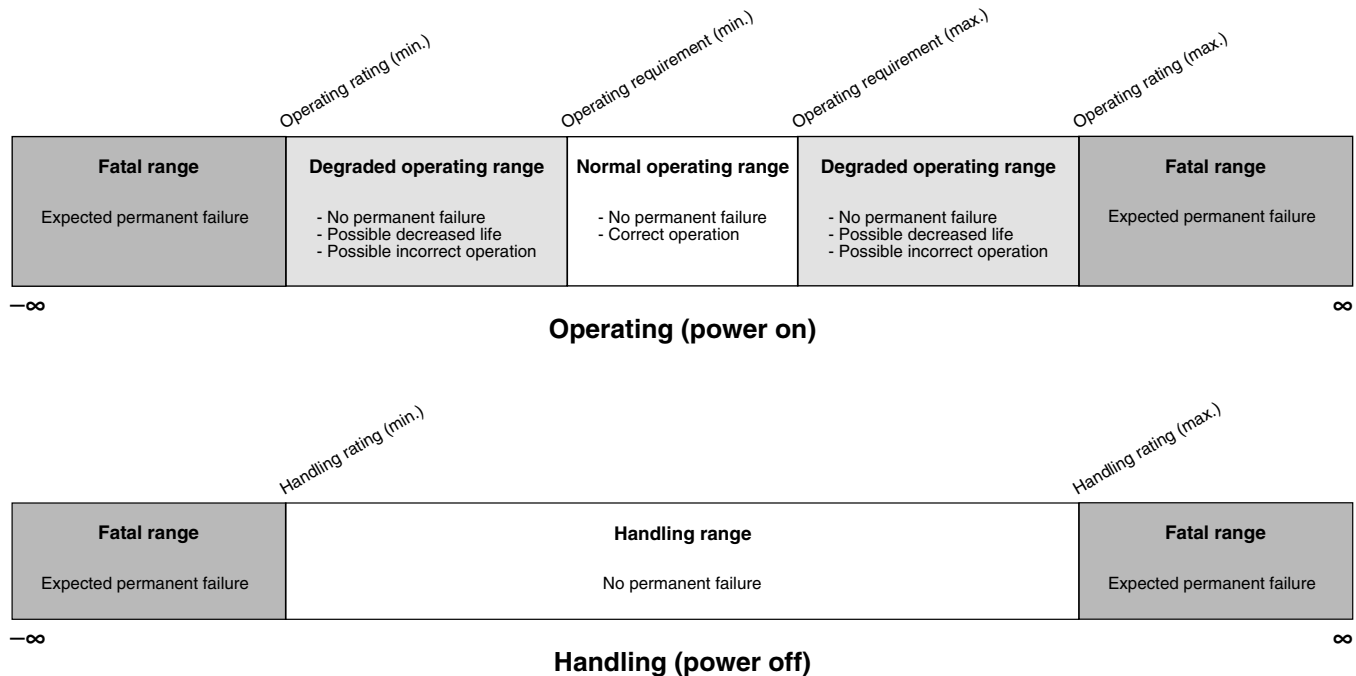 Operating rating (min.)
Operating requirement (min.)
Operating requirement (max.)
Operating rating (max.)
Fatal range
Degraded operating range
Normal operating range
Degraded operating range
Fatal range
Expected permanent failure
- No permanent failure
- Possible decreased life
- Possible incorrect operation
- No permanent failure
- Correct operation
- No permanent failure
- Possible decreased life
- Possible incorrect operation
Expected permanent failure
–∞
∞
Operating (power on)
Handling rating (min.)
Handling rating (max.)
Fatal range
Handling range
Fatal range
Expected permanent failure
No permanent failure
Expected permanent failure
–∞
∞
Handling (power off)